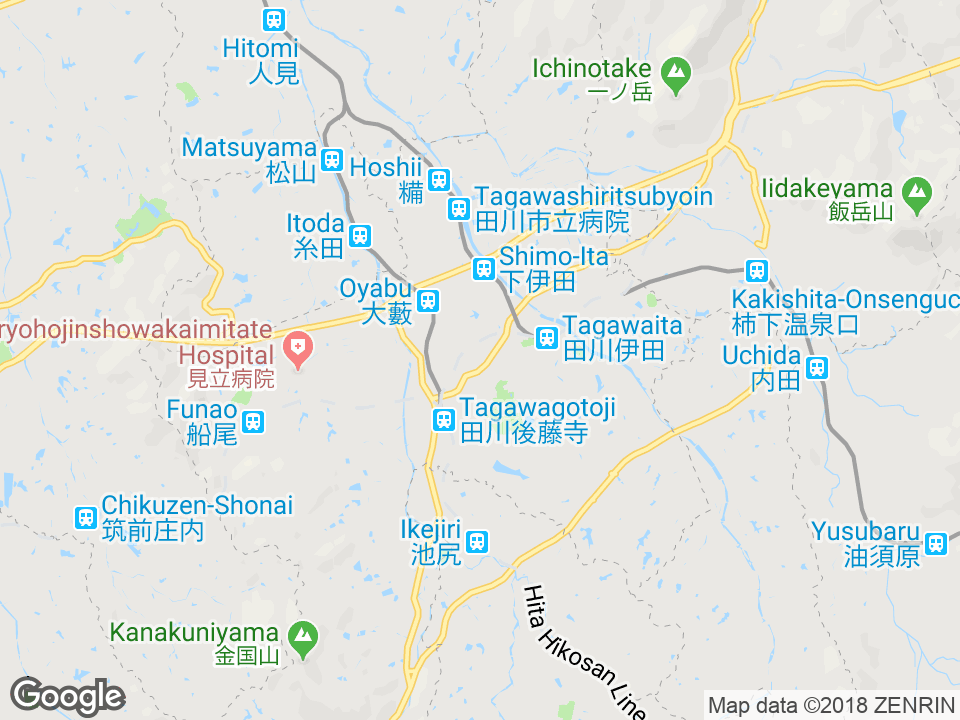 Hitomi
人見
Ichinotake
一ノ岳
Matsuyama
松山
Hoshii
糒
Tagawashiritsubyoin
田川市立病院
Iidakeyama
飯岳山
Itoda
糸田
Shimo-Ita
下伊田
Oyabu
大藪
Kakishita-Onsenguc
柿下温泉口
ryohojinshowakaimitate
Hospital
見立病院
Tagawaita
田川伊田
Uchida
内田
Funao
船尾
Tagawagotoji
田川後藤寺
Chikuzen-Shonai
筑前庄内
Ikejiri
池尻
Yusubaru
油須原
Hita Hikosan Line
Kanakuniyama
金国山
Google
Map data ©2018 ZENRIN